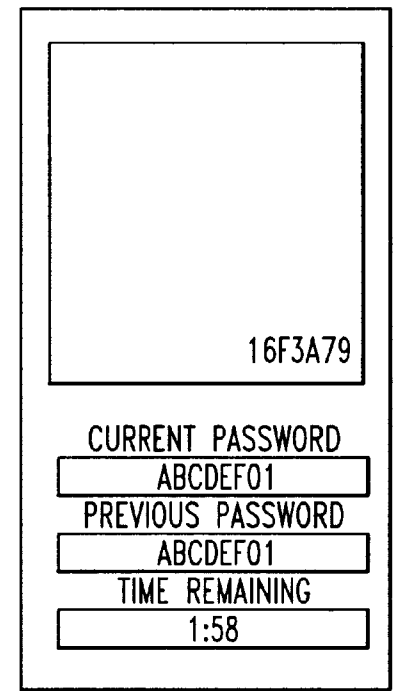 16F3A79
CURRENT PASSWORD
ABCDEF01
PREVIOUS PASSWORD
ABCDEF01
TIME REMAINING
1:58